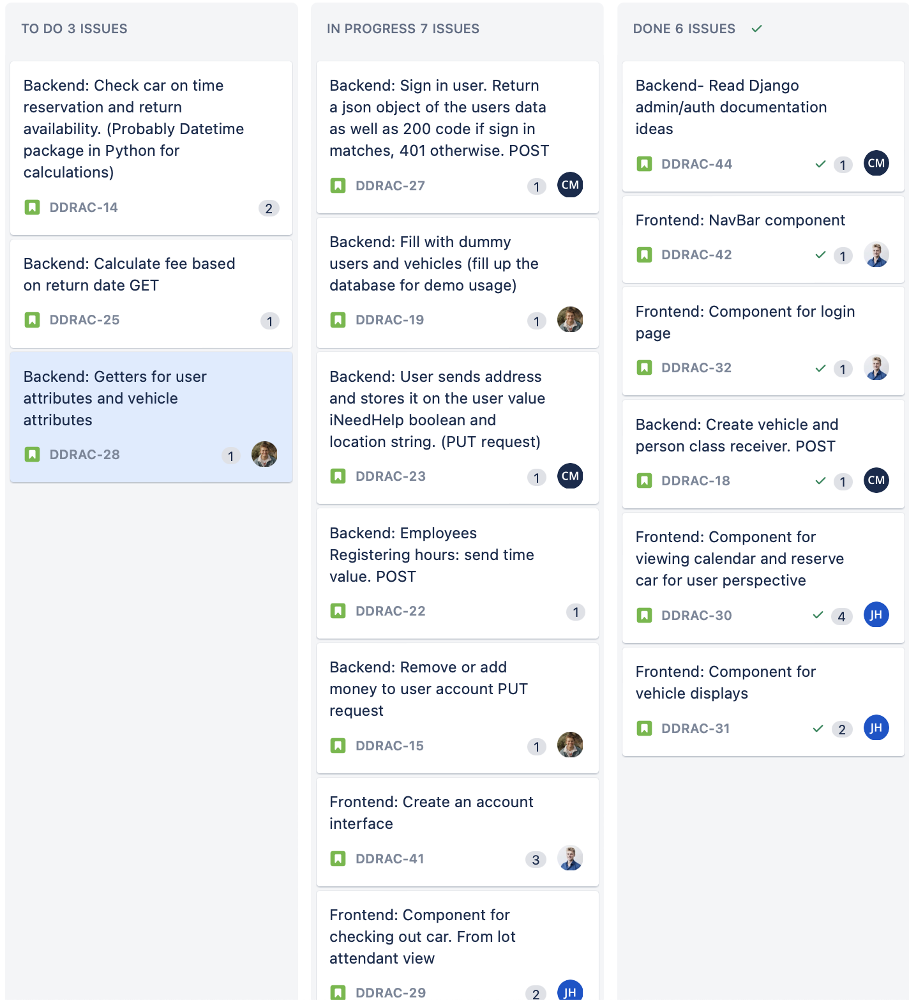 TO DO 3 ISSUES
Backend: Check car on time
reservation and return
availability. (Probably Datetime
package in Python for
calculations)
DDRAC-14 2
Backend: Calculate fee based
on return date GET
DDRAC-25 1
Backend: Getters for user
attributes and vehicle
attributes
DDRAC-28 1
IN PROGRESS 7 ISSUES
Backend: Sign in user. Return
a json object of the users data
as well as 200 code if sign in
matches, 401 otherwise. POST
DDRAC-27 1 CM
Backend: Fill with dummy
users and vehicles (fill up the
database for demo usage)
DDRAC-19 1
Backend: User sends address
and stores it on the user value
iNeedHelp boolean and
location string. (PUT request)
DDRAC-23 1 CM
Backend: Employees
Registering hours: send time
value. POST
DDRAC-22 1
Backend: Remove or add
money to user account PUT
request
DDRAC-15 1
Frontend: Create an account
interface
DDRAC-41 3
Frontend: Component for
checking out car. From lot
attendant view
DDRAC-29 2 JH
DONE 6 ISSUES
Backend- Read Django
admin/auth documentation
ideas
DDRAC-44 1 CM
Frontend: NavBar component
DDRAC-42 1
Frontend: Component for login
page
DDRAC-32 1
Backend: Create vehicle and
person class receiver. POST
DDRAC-18 1 CM
Frontend: Component for
viewing calendar and reserve
car for user perspective
DDRAC-30 4 JH
Frontend: Component for
vehicle displays
DDRAC-31 2 JH